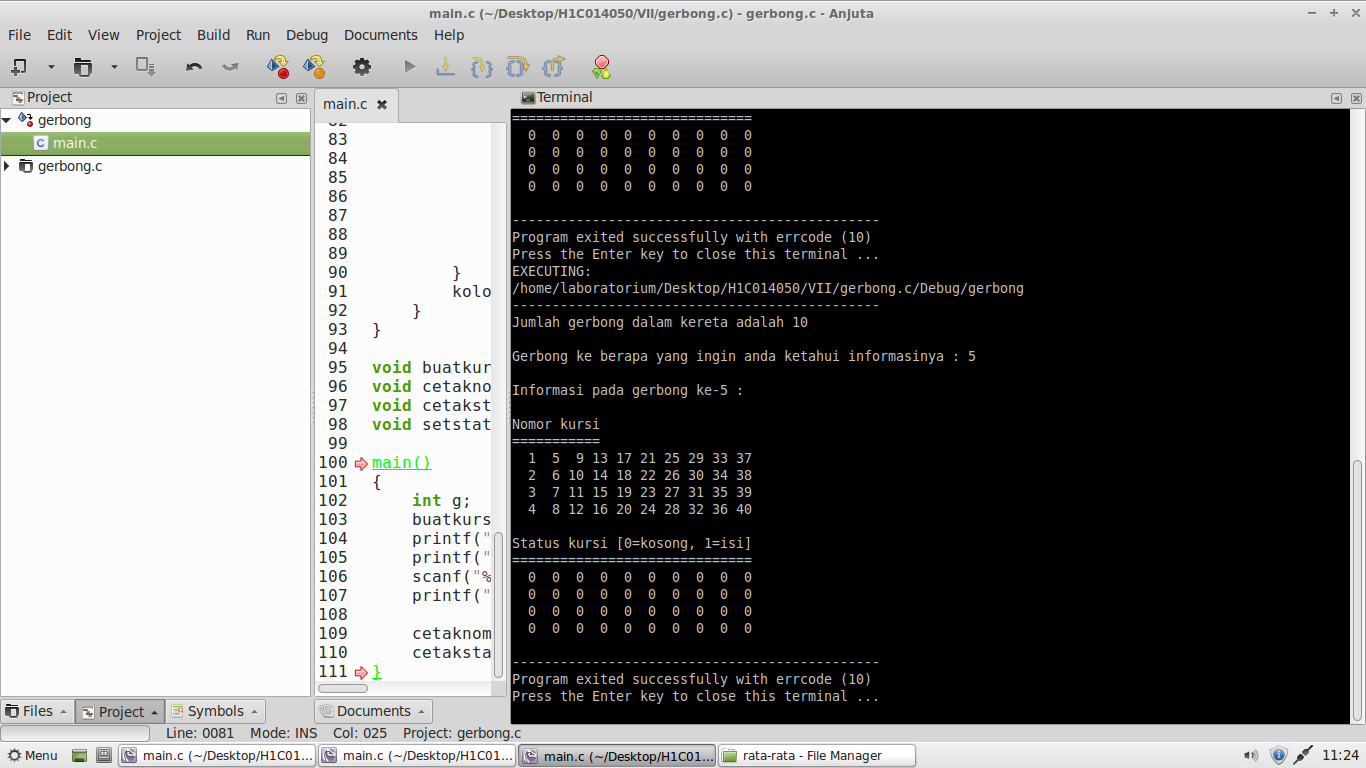 main.c (~/Desktop/H1C014050/VII/gerbong.c) - gerbong.c - Anjuta
File Edit View Project Build Run Debug Documents Help
Project
gerbong
main.c
gerbong.c
main.c
83
84
85
86
87
88
89
90 }
91 kolo
92 }
93 }
94
95 void buatkur
96 void cetakno
97 void cetakst
98 void setstat
99
100 main()
101 {
102 int g;
103 buatkurs
104 printf("
105 printf("
106 scanf("%
107 printf("
108
109 cetaknom
110 cetaksta
111 }
Terminal
==============================
0 0 0 0 0 0 0 0 0 0
0 0 0 0 0 0 0 0 0 0
0 0 0 0 0 0 0 0 0 0
0 0 0 0 0 0 0 0 0 0
----------------------------------------------
Program exited successfully with errcode (10)
Press the Enter key to close this terminal ...
EXECUTING:
/home/laboratorium/Desktop/H1C014050/VII/gerbong.c/Debug/gerbong
----------------------------------------------
Jumlah gerbong dalam kereta adalah 10
Gerbong ke berapa yang ingin anda ketahui informasinya : 5
Informasi pada gerbong ke-5 :
Nomor kursi
===========
1 5 9 13 17 21 25 29 33 37
2 6 10 14 18 22 26 30 34 38
3 7 11 15 19 23 27 31 35 39
4 8 12 16 20 24 28 32 36 40
Status kursi [0=kosong, 1=isi]
==============================
0 0 0 0 0 0 0 0 0 0
0 0 0 0 0 0 0 0 0 0
0 0 0 0 0 0 0 0 0 0
0 0 0 0 0 0 0 0 0 0
----------------------------------------------
Program exited successfully with errcode (10)
Press the Enter key to close this terminal ...
Files Project Symbols Documents
Line: 0081 Mode: INS Col: 025 Project: gerbong.c
Menu main.c (~/Desktop/H1C01... main.c (~/Desktop/H1C01... main.c (~/Desktop/H1C01... rata-rata - File Manager 11:24